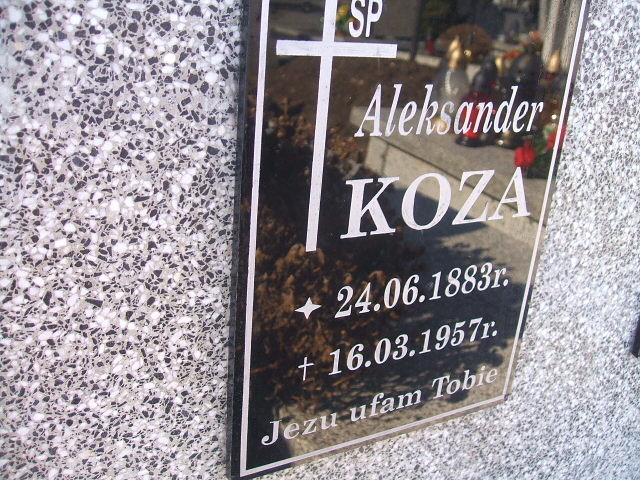 SP
Aleksander
KOZA
24.06.1883r.
16.03.1957r.
Jezu ufam Tobie